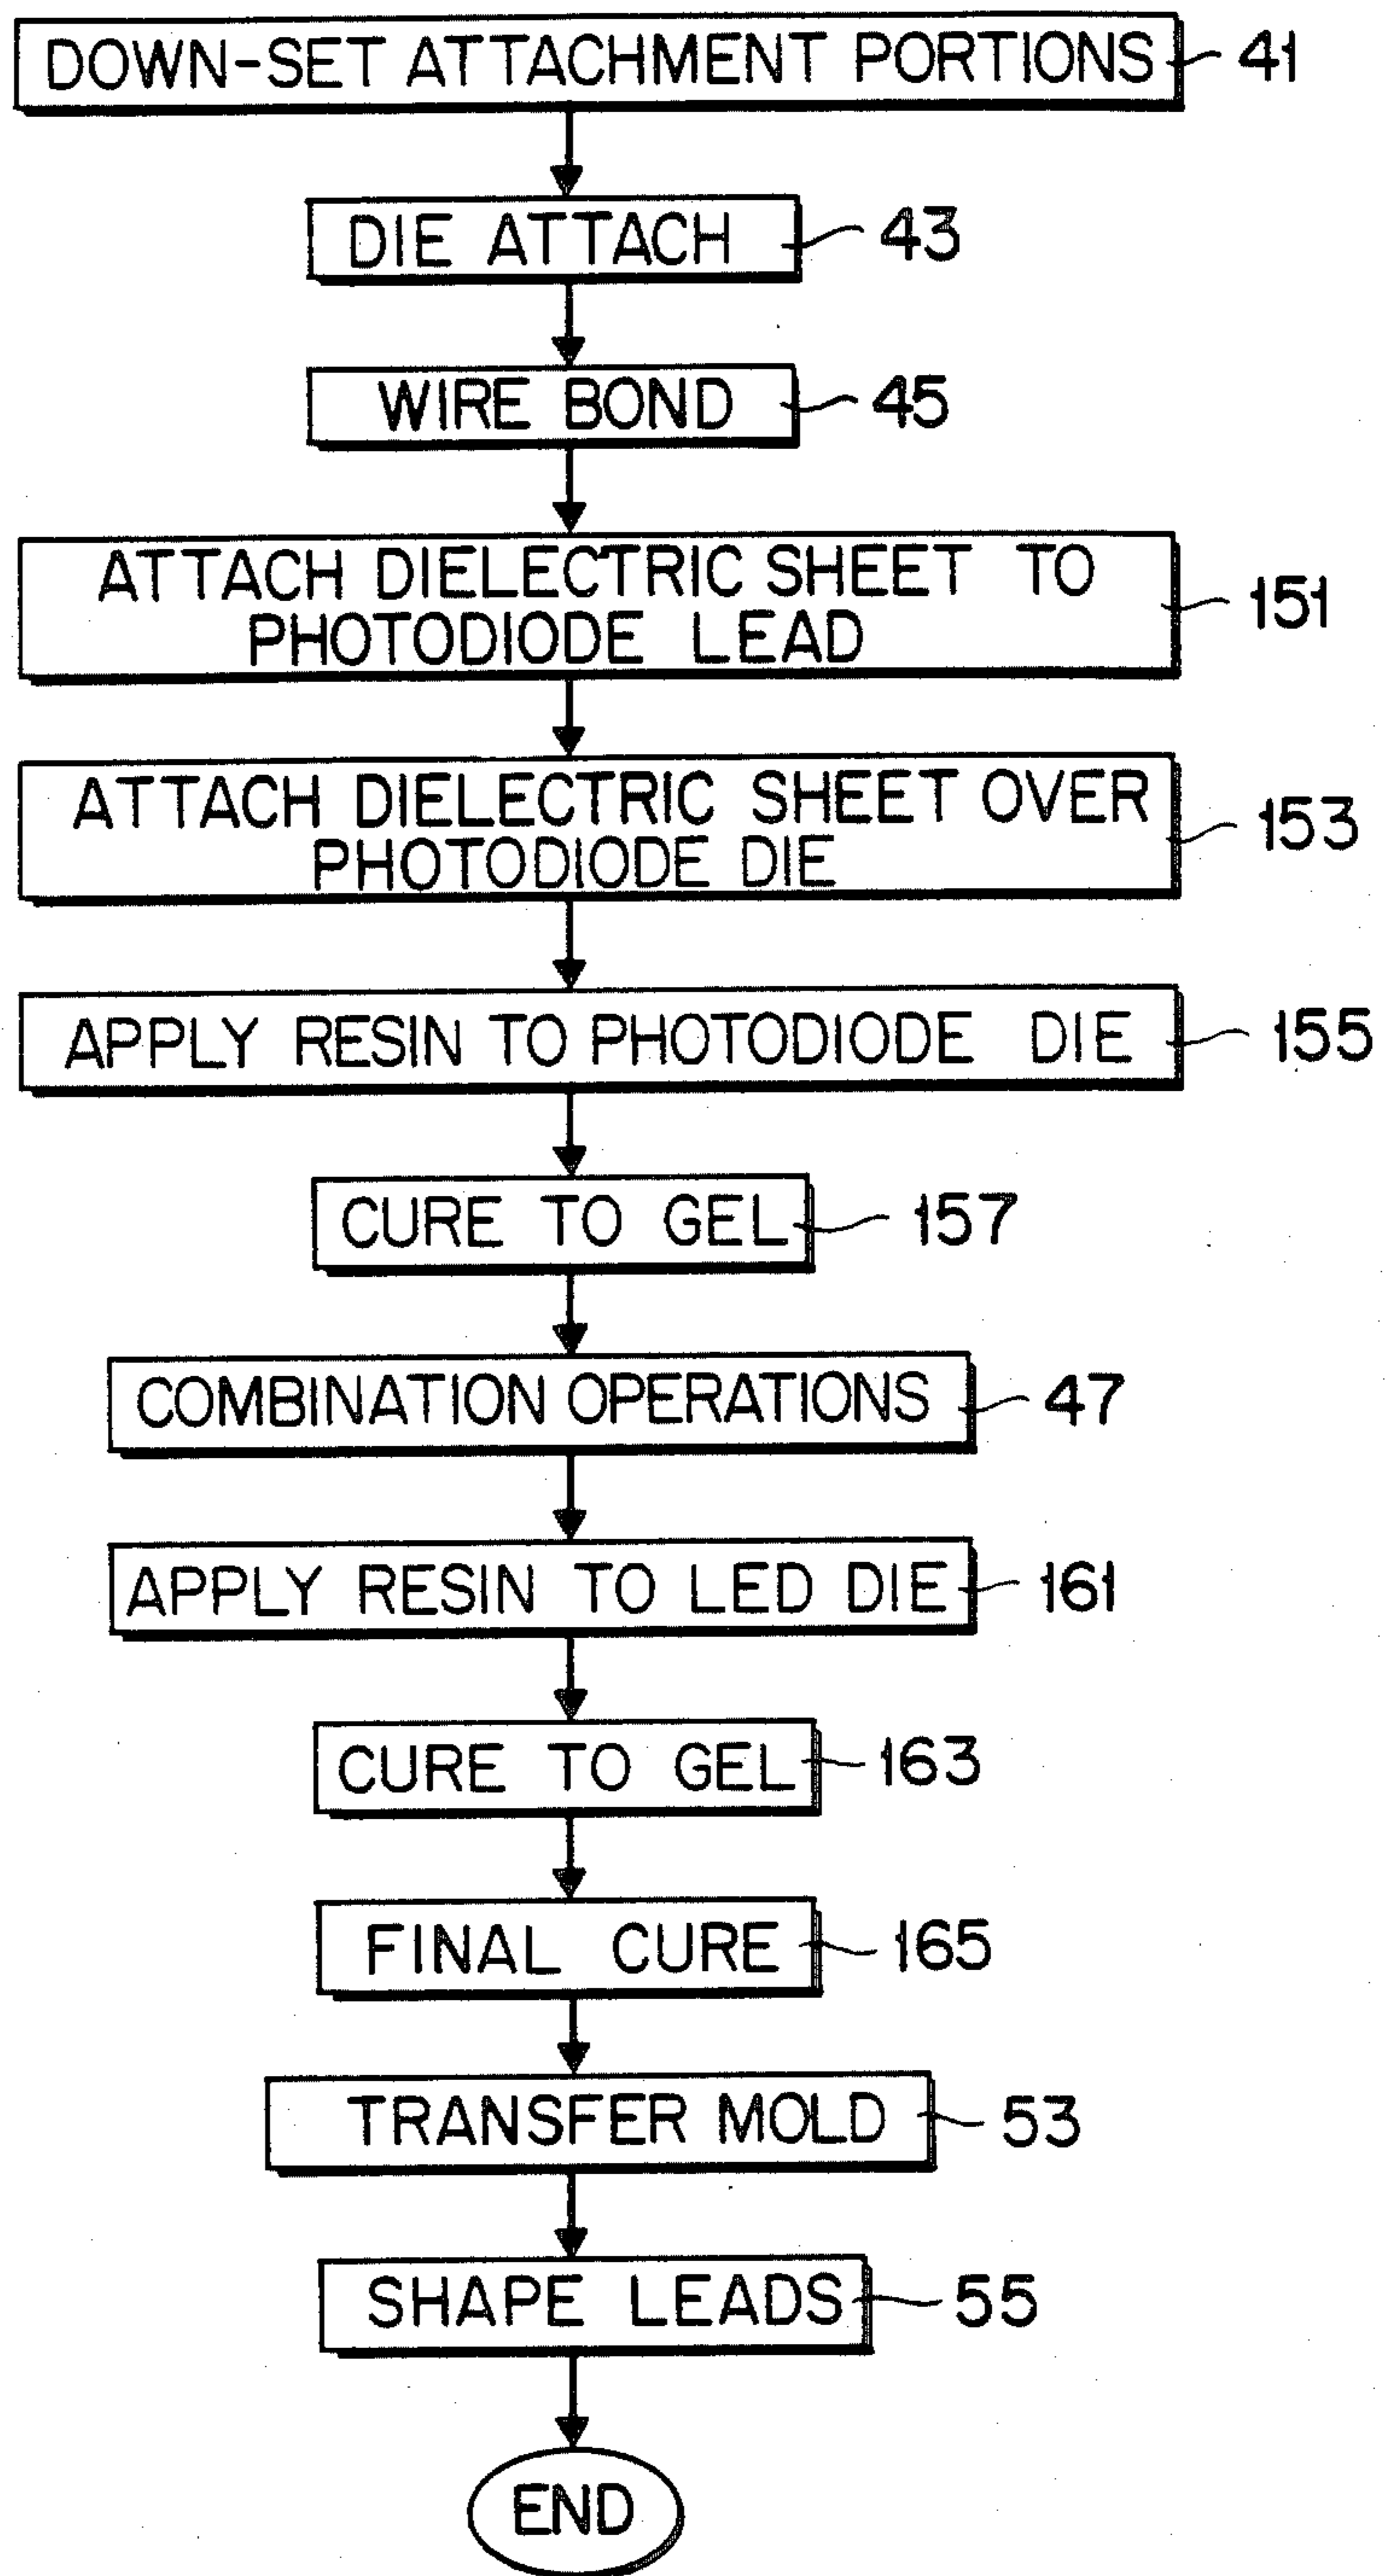 DOWN-SET ATTACHMENT PORTIONS 41
DIE ATTACH 43
WIRE BOND 45
ATTACH DIELECTRIC SHEET TO
PHOTODIODE LEAD 151
ATTACH DIELECTRIC SHEET OVER
PHOTODIODE DIE 153
APPLY RESIN TO PHOTODIODE DIE 155
CURE TO GEL 157
COMBINATION OPERATIONS 47
APPLY RESIN TO LED DIE 161
CURE TO GEL 163
FINAL CURE 165
TRANSFER MOLD 53
SHAPE LEADS 55
END